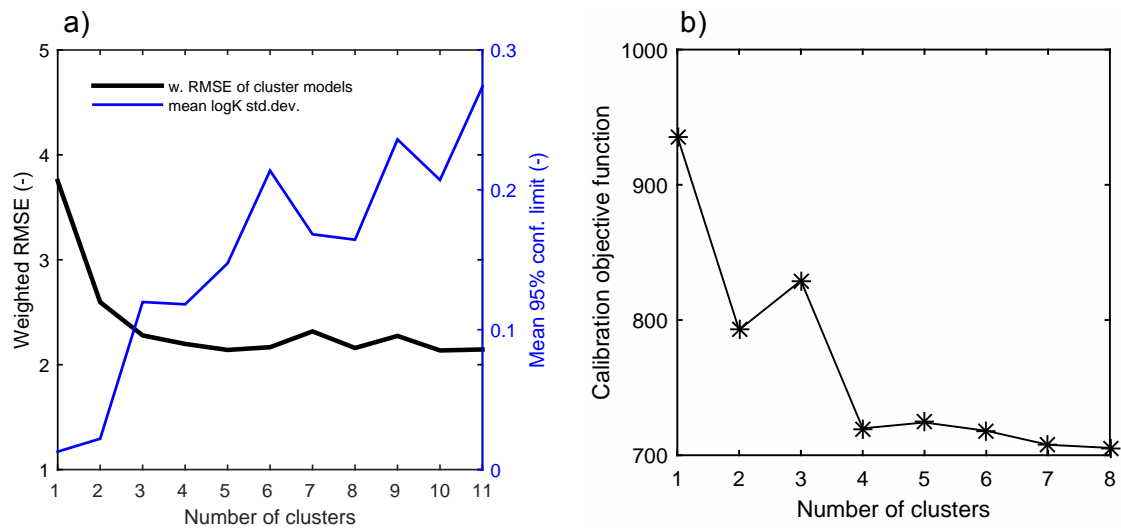 a)
5
4
3
2
1
Weighted RMSE (-)
w. RMSE of cluster models
mean logK std.dev.
0.3
0.2
0.1
0
Mean 95% conf. limit (-)
1 2 3 4 5 6 7 8 9 10 11
Number of clusters
b)
1000
900
800
700
Calibration objective function
1 2 3 4 5 6 7 8
Number of clusters